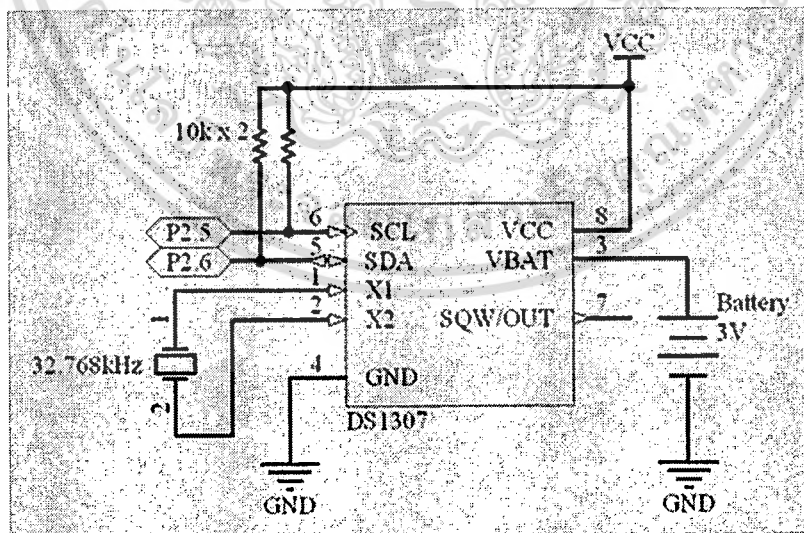 VCC
10k x 2
P2.5
6
SCL
VCC
8
P2.6
5
SDA
VBAT
3
1
X1
2
X2
SQW/OUT
7
Battery
3V
1
32.768kHz
2
4
GND
DS1307
GND
GND